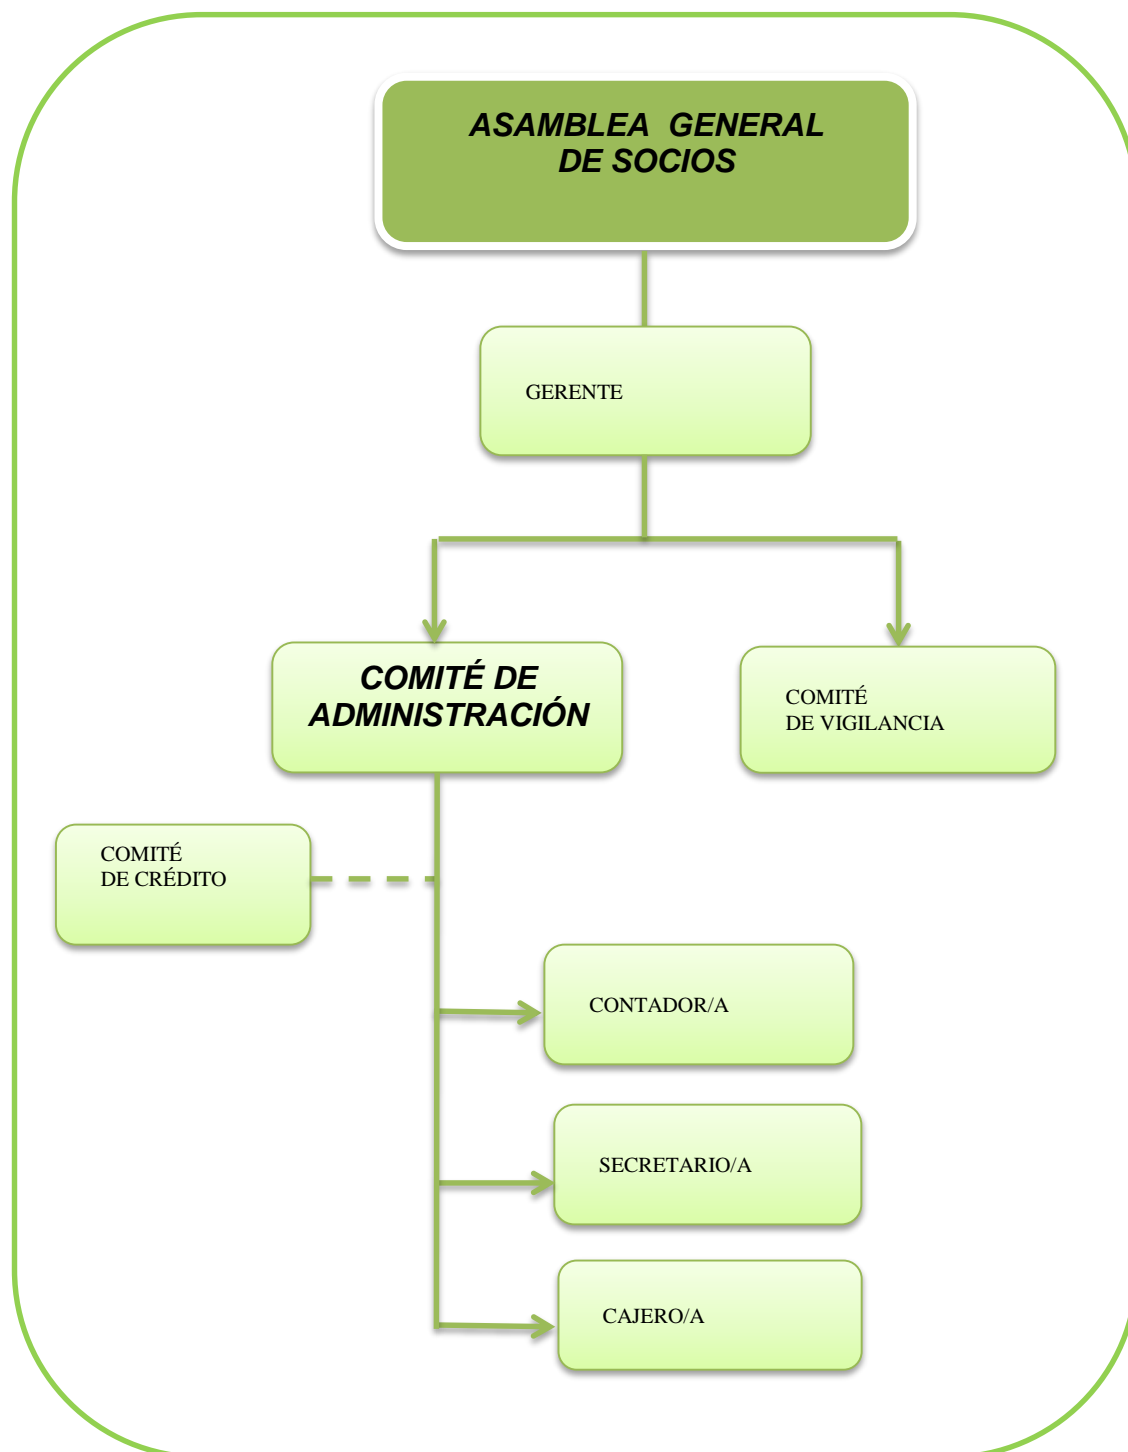 ASAMBLEA GENERAL
DE SOCIOS
GERENTE
COMITÉ DE
ADMINISTRACIÓN
COMITÉ
DE VIGILANCIA
COMITÉ
DE CRÉDITO
CONTADOR/A
SECRETARIO/A
CAJERO/A